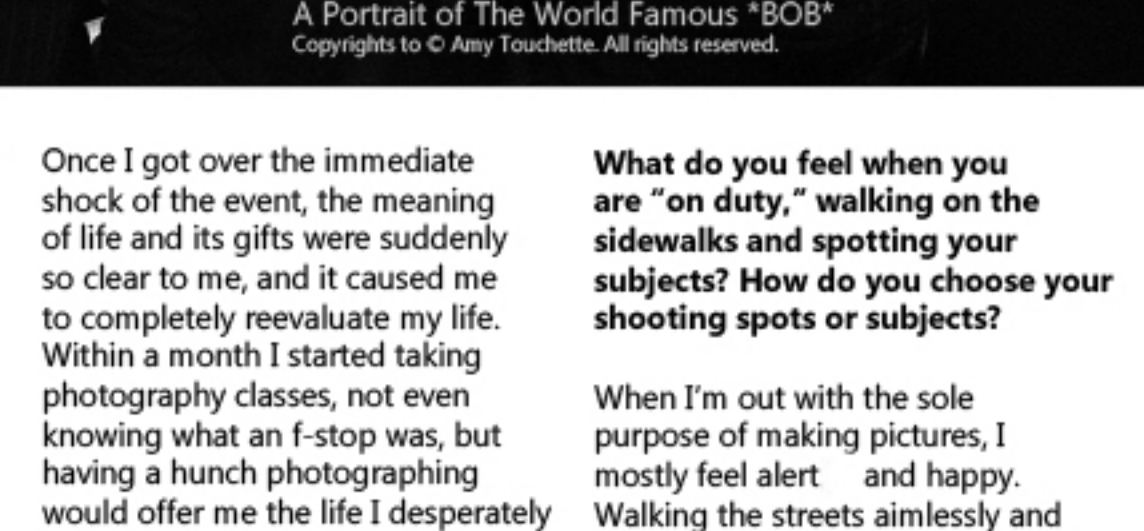 A Portrait of The World Famous *BOB*
Copyrights to © Amy Touchette. All rights reserved.
Once I got over the immediate
shock of the event, the meaning
of life and its gifts were suddenly
so clear to me, and it caused me
to completely reevaluate my life.
Within a month I started taking
photography classes, not even
knowing what an f-stop was, but
having a hunch photographing
would offer me the life I desperately
What do you feel when you
are “on duty,” walking on the
sidewalks and spotting your
subjects? How do you choose your
shooting spots or subjects?
When I’m out with the sole
purpose of making pictures, I
mostly feel alert and happy.
Walking the streets aimlessly and